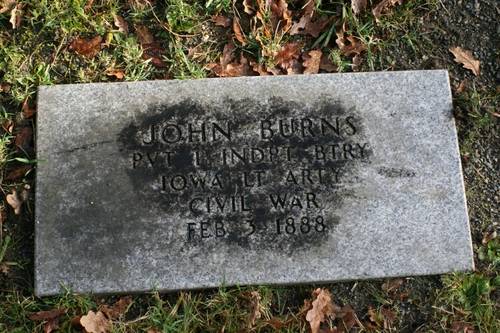 JOHN BURNS
PVT 1 INDPT BTRY
IOWA LT ARTY
CIVIL WAR
FEB 3 1888